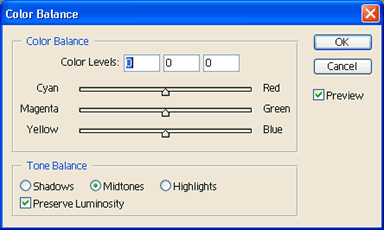 Color Balance
Color Balance
Color Levels: 0 0 0
Cyan Red
Magenta Green
Yellow Blue
Tone Balance
Shadows Midtones Highlights
Preserve Luminosity
OK
Cancel
Preview